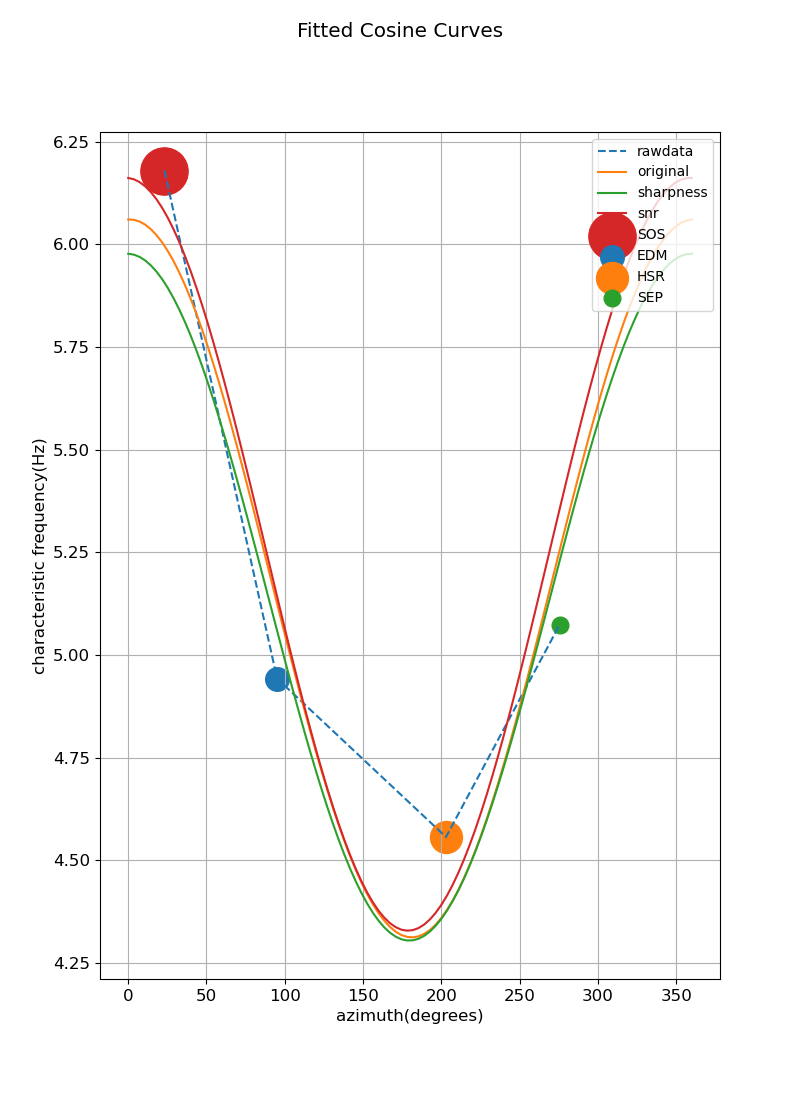 Fitted Cosine Curves
6.25
6.00
5.75
5.50
5.25
5.00
4.75
4.50
4.25
characteristic frequency(Hz)
rawdata
original
sharpness
snr
SOS
EDM
HSR
SEP
0 50 100 150 200 250 300 350
azimuth(degrees)